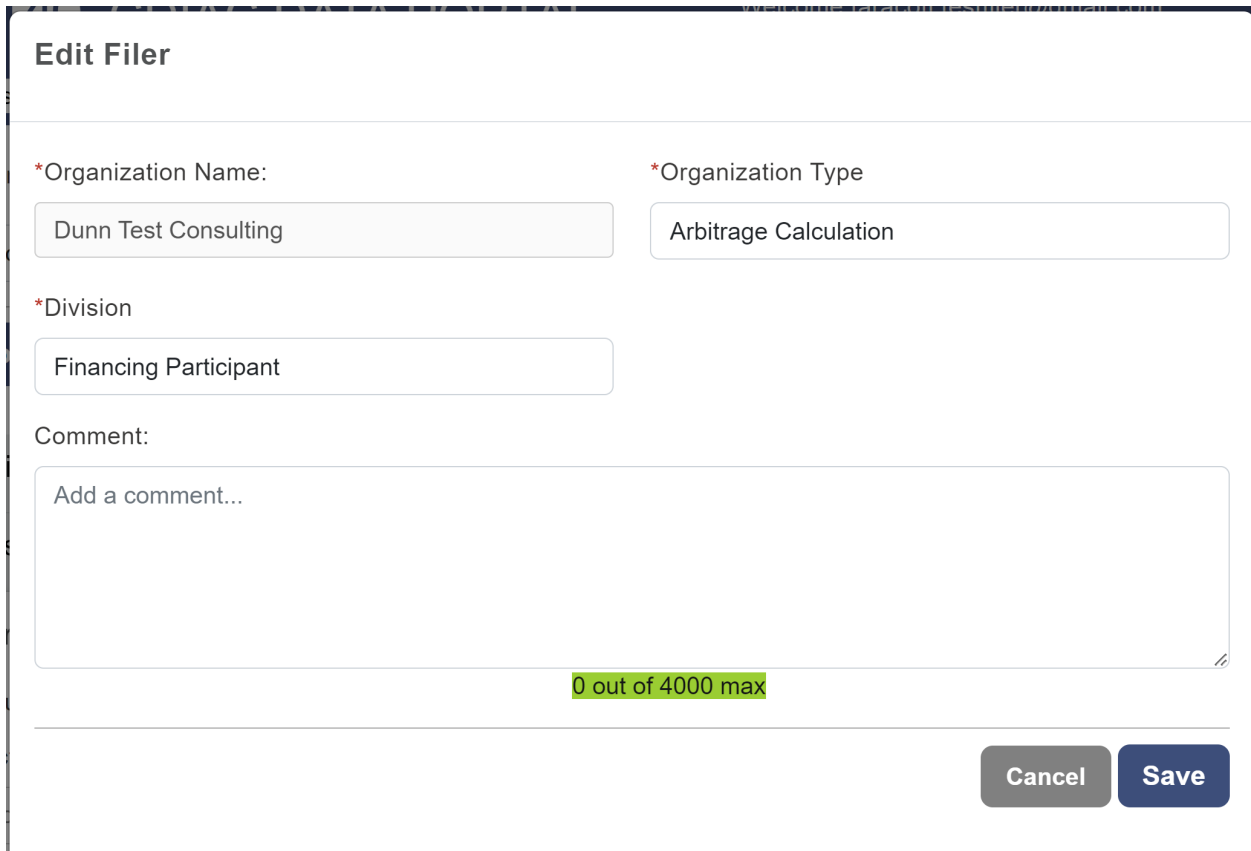 Edit Filer
*Organization Name:
*Organization Type
Dunn Test Consulting
Arbitrage Calculation
*Division
Financing Participant
Comment:
Add a comment...
0 out of 4000 max
Cancel
Save